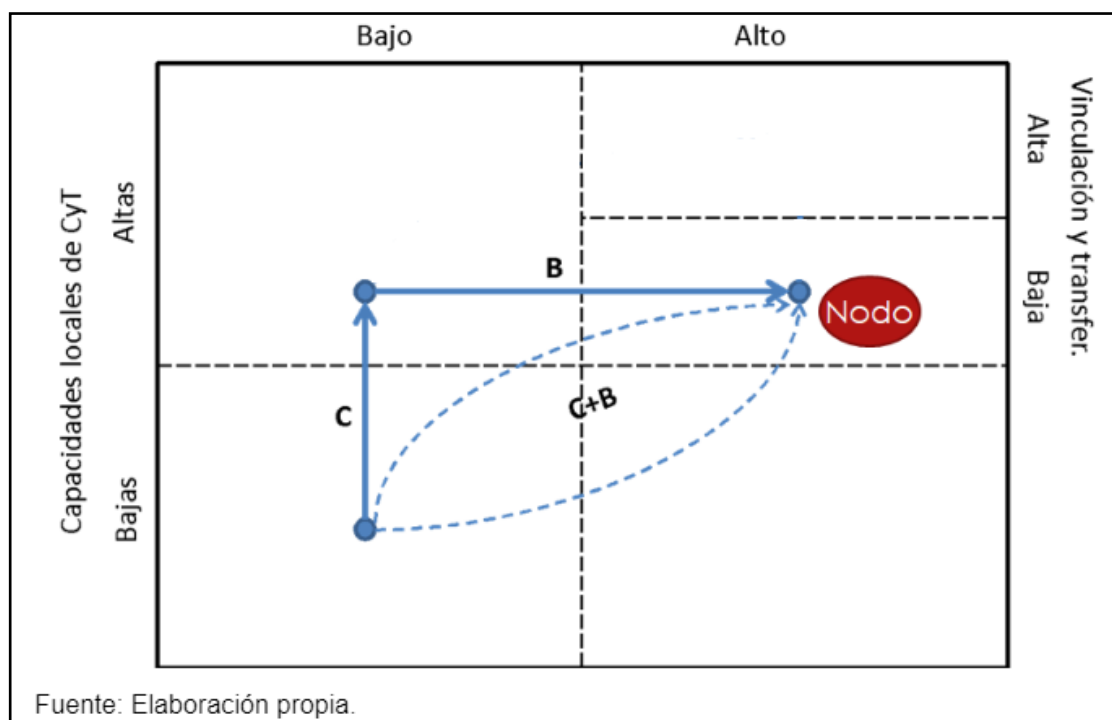 Bajo
Alto
Capacidades locales de CyT
Altas
Bajas
Vinculación y transfer.
Alta
Baja
B
Nodo
C
C+B
Fuente: Elaboración propia.